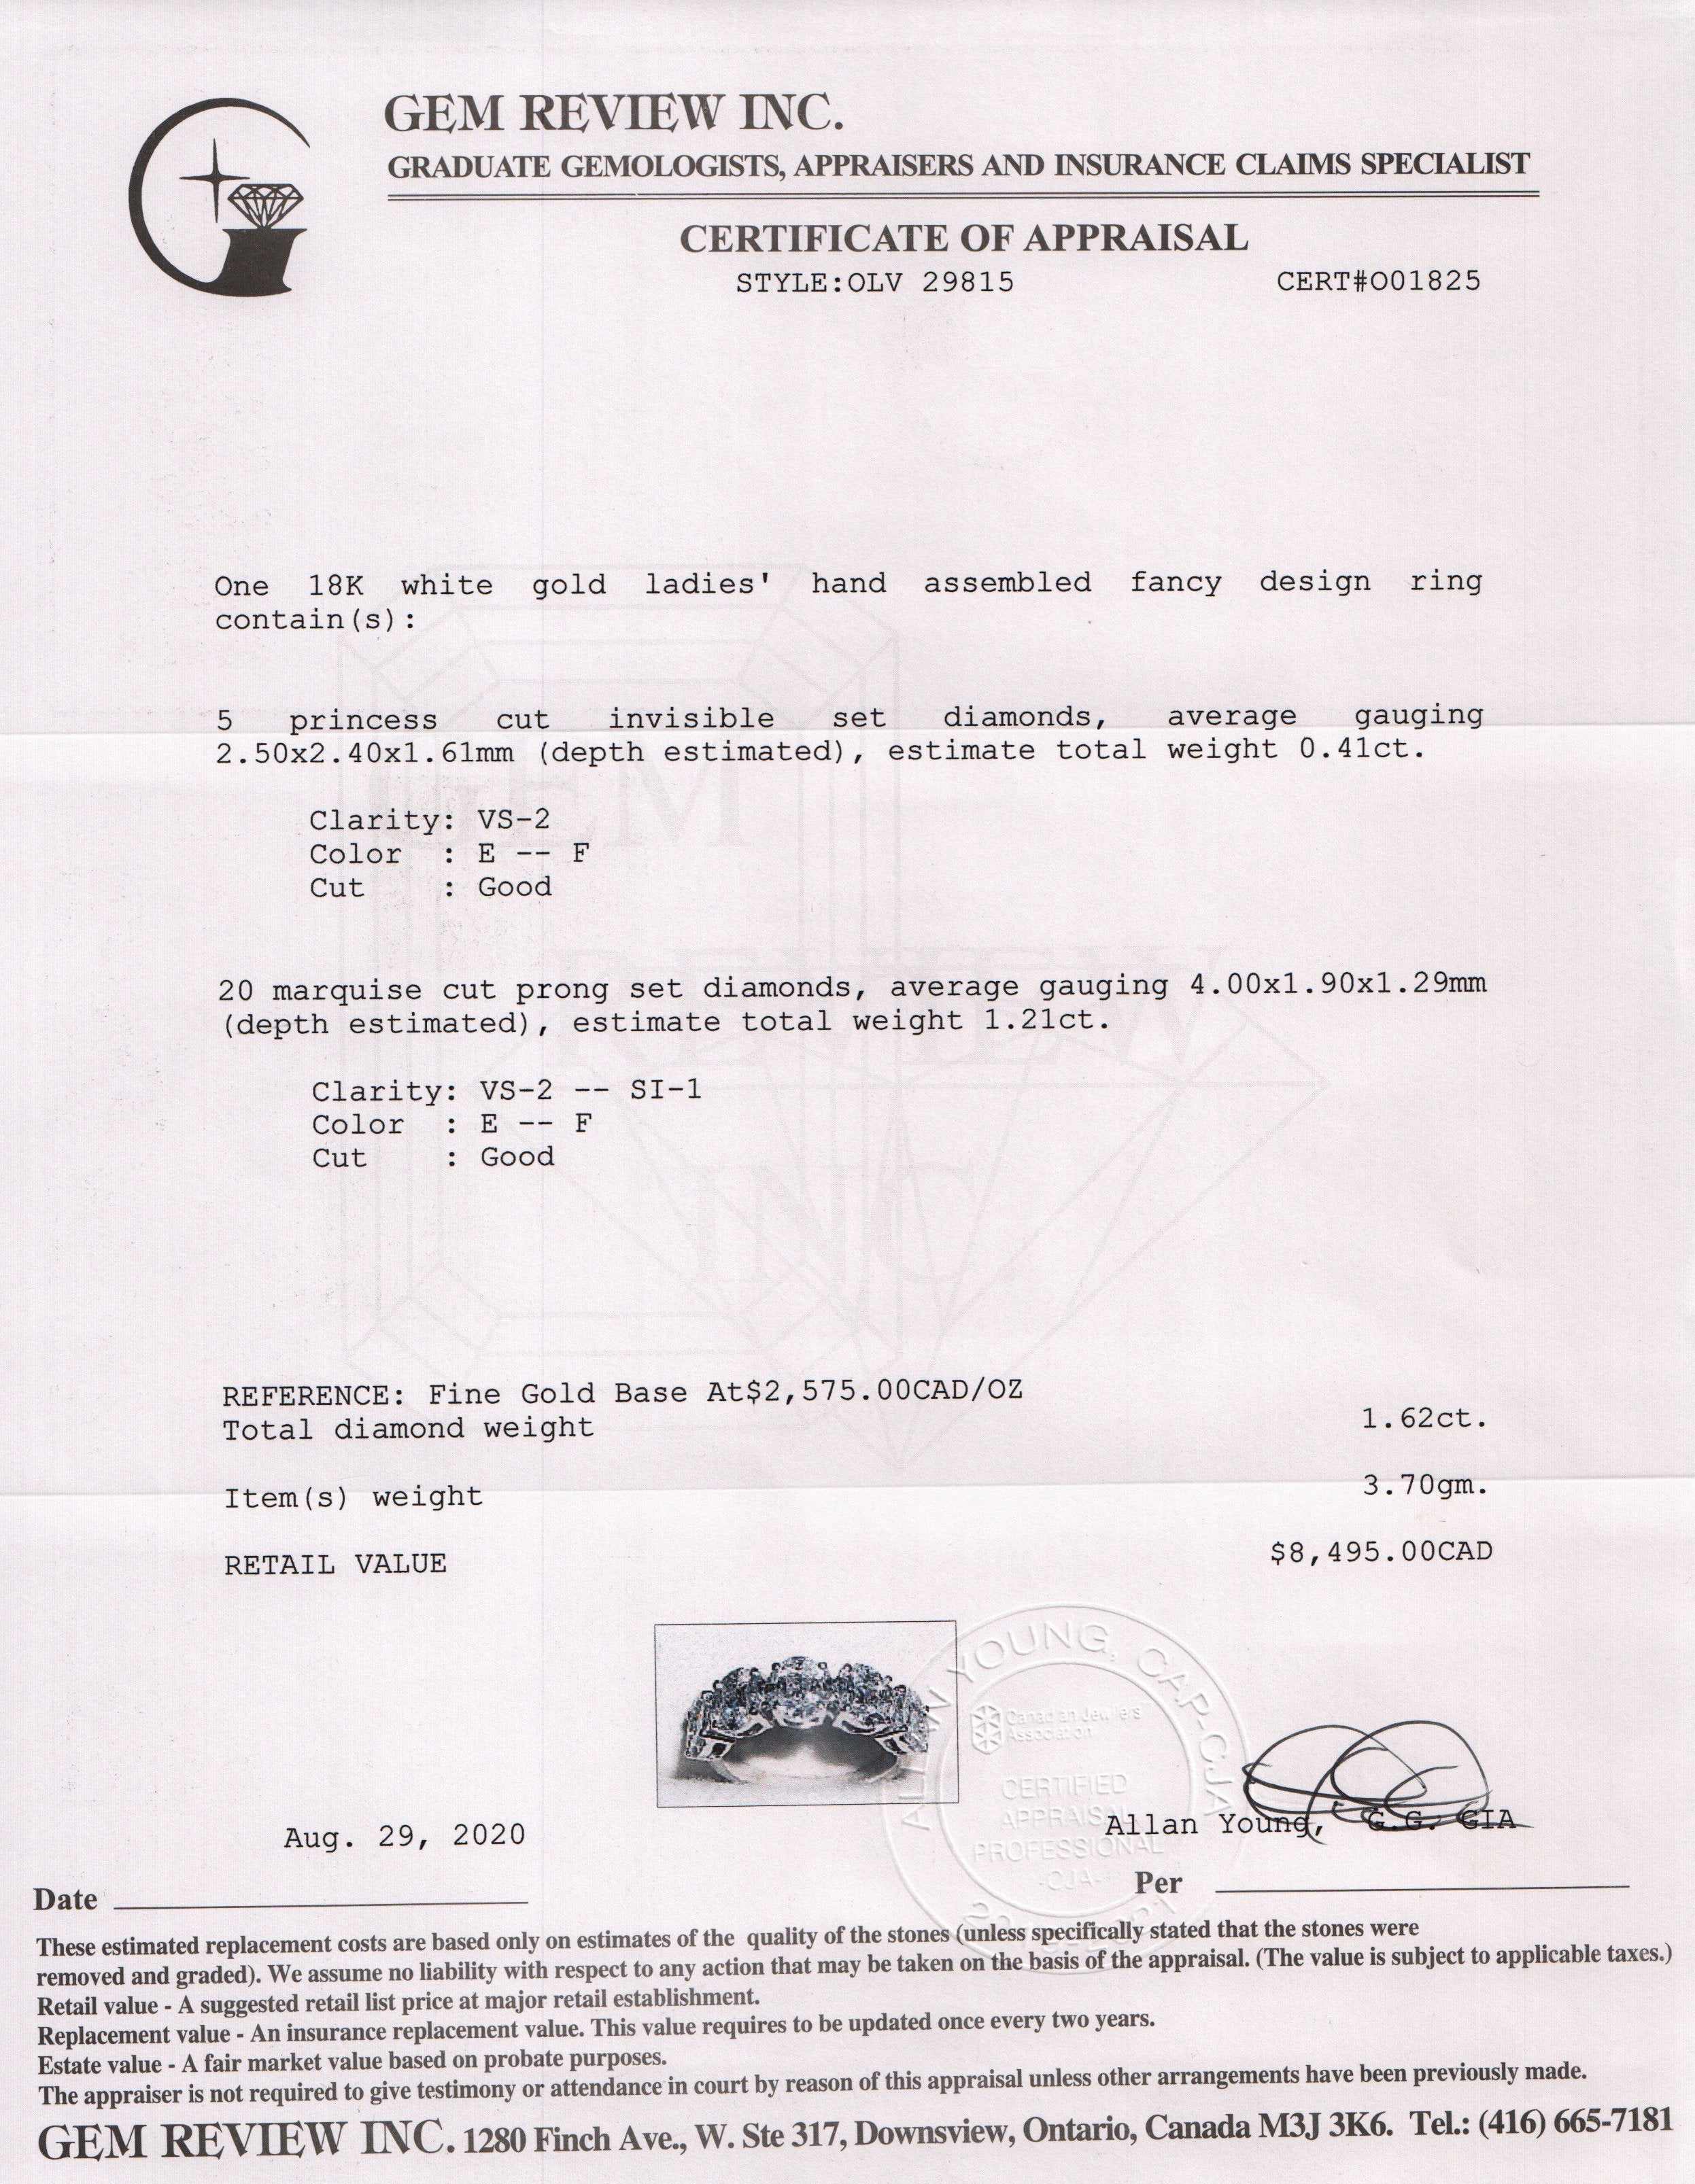 GEM REVIEW INC.
GRADUATE GEMOLOGISTS, APPRAISERS AND INSURANCE CLAIMS SPECIALIST
CERTIFICATE OF APPRAISAL
STYLE:OLV 29815 CERT#O01825
One 18K white gold ladies' hand assembled fancy design ring
contain(s):
5 princess cut invisible set diamonds, average gauging
2.50x2.40x1.61mm (depth estimated), estimate total weight 0.41ct.
Clarity: VS-2
Color : E -- F
Cut : Good
20 marquise cut prong set diamonds, average gauging 4.00x1.90x1.29mm
(depth estimated), estimate total weight 1.21ct.
Clarity: VS-2 -- SI-1
Color : E -- F
Cut : Good
GEM
REVIEW
INC.
REFERENCE: Fine Gold Base At$2,575.00CAD/OZ
Total diamond weight 1.62ct.
Item(s) weight 3.70gm.
RETAIL VALUE $8,495.00CAD
ALLAN YOUNG, CAP-CJA
Canadian Jewellers
Association
CERTIFIED
APPRAISAL
PROFESSIONAL
-CJA-
Aug. 29, 2020
Allan Young, G.G. GIA
Date
Per
These estimated replacement costs are based only on estimates of the quality of the stones (unless specifically stated that the stones were
removed and graded). We assume no liability with respect to any action that may be taken on the basis of the appraisal. (The value is subject to applicable taxes.)
Retail value - A suggested retail list price at major retail establishment.
Replacement value - An insurance replacement value. This value requires to be updated once every two years.
Estate value - A fair market value based on probate purposes.
The appraiser is not required to give testimony or attendance in court by reason of this appraisal unless other arrangements have been previously made.
GEM REVIEW INC. 1280 Finch Ave., W. Ste 317, Downsview, Ontario, Canada M3J 3K6. Tel.: (416) 665-7181